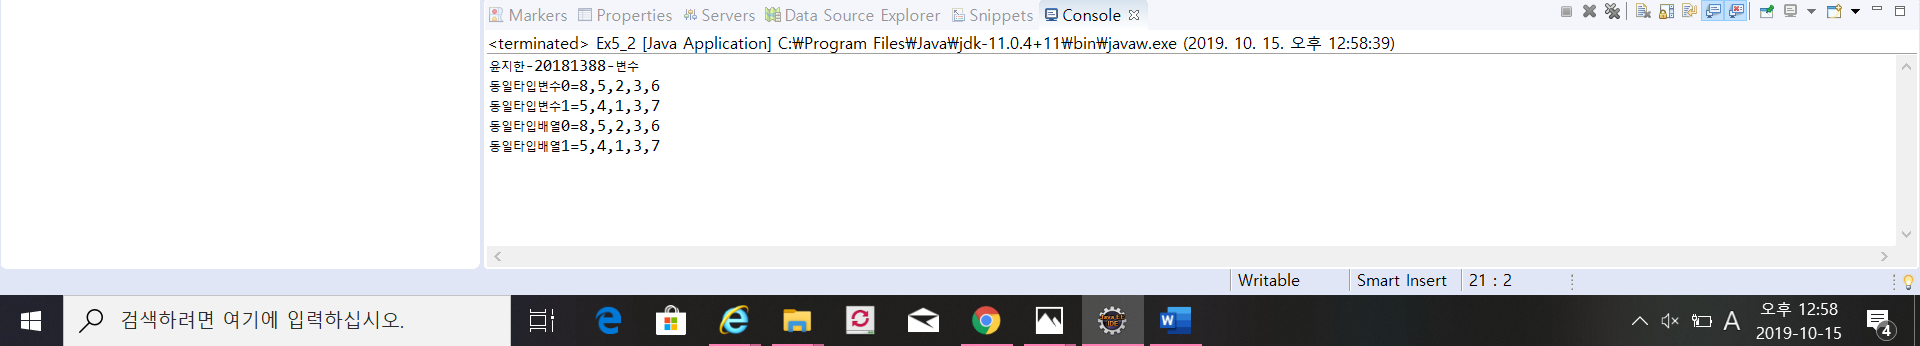 Markers Properties Servers Data Source Explorer Snippets Console
<terminated> Ex5_2 [Java Application] C:₩Program Files₩Java₩jdk-11.0.4+11₩bin₩javaw.exe (2019. 10. 15. 오후 12:58:39)
윤지한-20181388-변수
동일타입변수0=8,5,2,3,6
동일타입변수1=5,4,1,3,7
동일타입배열0=8,5,2,3,6
동일타입배열1=5,4,1,3,7
Writable Smart Insert 21 : 2
검색하려면 여기에 입력하십시오.
A
오후 12:58
2019-10-15
4